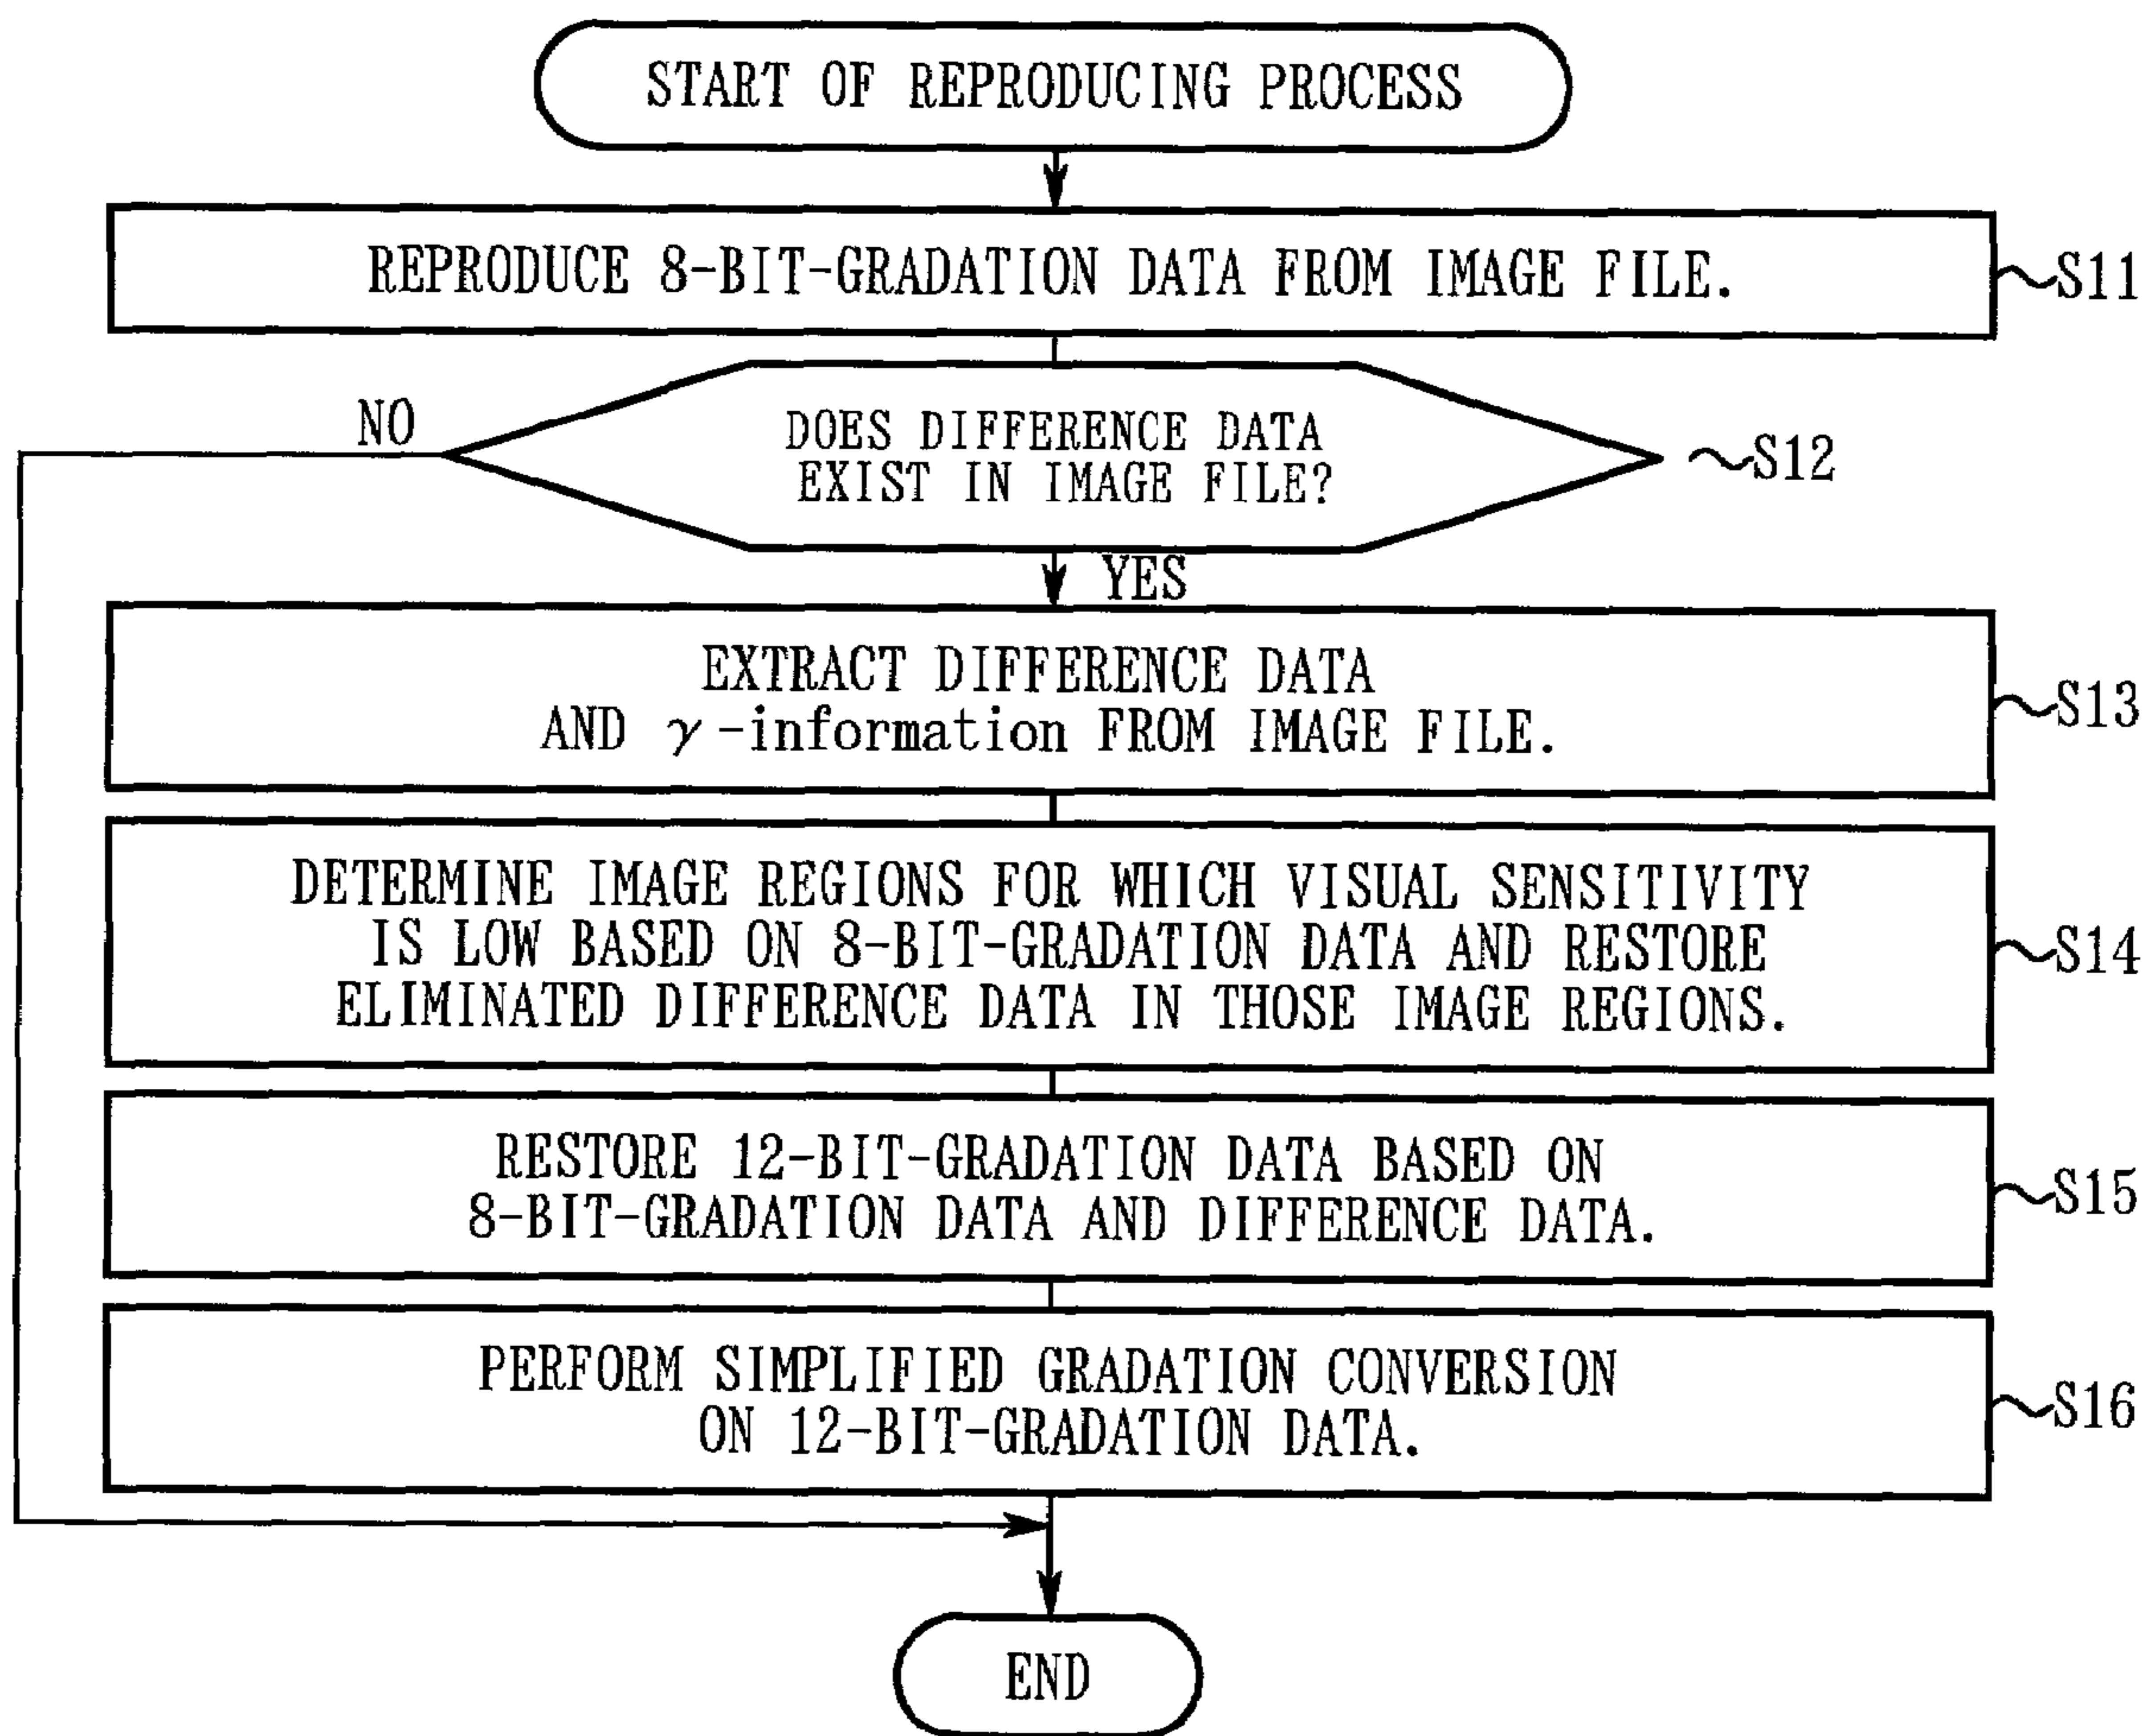 START OF REPRODUCING PROCESS
REPRODUCE 8-BIT-GRADATION DATA FROM IMAGE FILE.
S11
NO
DOES DIFFERENCE DATA
EXIST IN IMAGE FILE?
S12
YES
EXTRACT DIFFERENCE DATA
AND γ-information FROM IMAGE FILE.
S13
DETERMINE IMAGE REGIONS FOR WHICH VISUAL SENSITIVITY
IS LOW BASED ON 8-BIT-GRADATION DATA AND RESTORE
ELIMINATED DIFFERENCE DATA IN THOSE IMAGE REGIONS.
S14
RESTORE 12-BIT-GRADATION DATA BASED ON
8-BIT-GRADATION DATA AND DIFFERENCE DATA.
S15
PERFORM SIMPLIFIED GRADATION CONVERSION
ON 12-BIT-GRADATION DATA.
S16
END